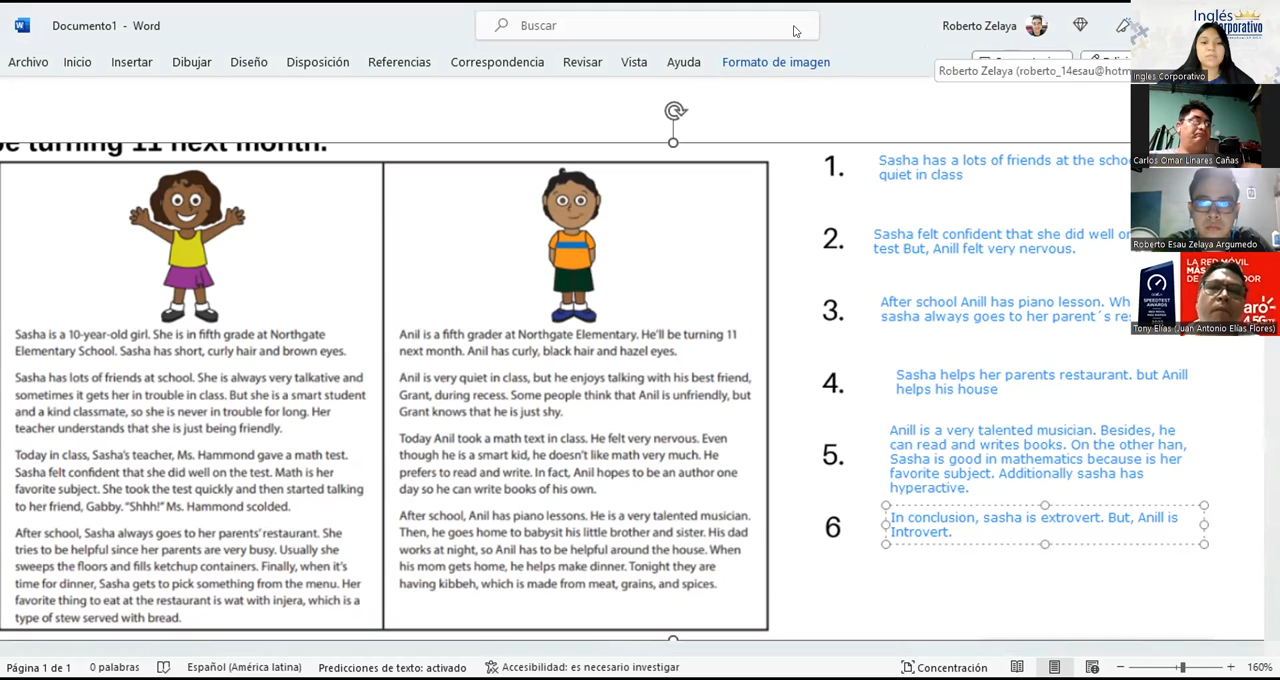 Documento1 - Word
Buscar
Roberto Zelaya
Inglés
Corporativo
Archivo Inicio Insertar Dibujar Diseño Disposición Referencias Correspondencia Revisar Vista Ayuda Formato de imagen
Roberto Zelaya (roberto_14esau@hotm
Ingles Corporativo
be turning 11 next month.
Sasha is a 10-year-old girl. She is in fifth grade at Northgate
Elementary School. Sasha has short, curly hair and brown eyes.
Sasha has lots of friends at school. She is always very talkative and
sometimes it gets her in trouble in class. But she is a smart student
and a kind classmate, so she is never in trouble for long. Her
teacher understands that she is just being friendly.
Today in class, Sasha's teacher, Ms. Hammond gave a math test.
Sasha felt confident that she did well on the test. Math is her
favorite subject. She took the test quickly and then started talking
to her friend, Gabby. "Shhh!" Ms. Hammond scolded.
After school, Sasha always goes to her parents' restaurant. She
tries to be helpful since her parents are very busy. Usually she
sweeps the floors and fills ketchup containers. Finally, when it's
time for dinner, Sasha gets to pick something from the menu. Her
favorite thing to eat at the restaurant is wat with injera, which is a
type of stew served with bread.
Anil is a fifth grader at Northgate Elementary. He'll be turning 11
next month. Anil has curly, black hair and hazel eyes.
Anil is very quiet in class, but he enjoys talking with his best friend,
Grant, during recess. Some people think that Anil is unfriendly, but
Grant knows that he is just shy.
Today Anil took a math text in class. He felt very nervous. Even
though he is a smart kid, he doesn't like math very much. He
prefers to read and write. In fact, Anil hopes to be an author one
day so he can write books of his own.
After school, Anil has piano lessons. He is a very talented musician.
Then, he goes home to babysit his little brother and sister. His dad
works at night, so Anil has to be helpful around the house. When
his mom gets home, he helps make dinner. Tonight they are
having kibbeh, which is made from meat, grains, and spices.
1. Sasha has a lots of friends at the schoo
quiet in class
2. Sasha felt confident that she did well on
test But, Anill felt very nervous.
3. After school Anill has piano lesson. Wh
sasha always goes to her parent´s res
4. Sasha helps her parents restaurant. but Anill
helps his house
5. Anill is a very talented musician. Besides, he
can read and writes books. On the other han,
Sasha is good in mathematics because is her
favorite subject. Additionally sasha has
hyperactive.
6 In conclusion, sasha is extrovert. But, Anill is
Introvert.
Carlos Omar Linares Cañas
Roberto Esau Zelaya Argumedo
LA RED MÓVIL
MÁS
DE
SPEEDTEST
AWARDS
Claro
4.5G
Tony Elías (Juan Antonio Elías Flores)
Página 1 de 1 0 palabras Español (América latina) Predicciones de texto: activado Accesibilidad: es necesario investigar Concentración 160%